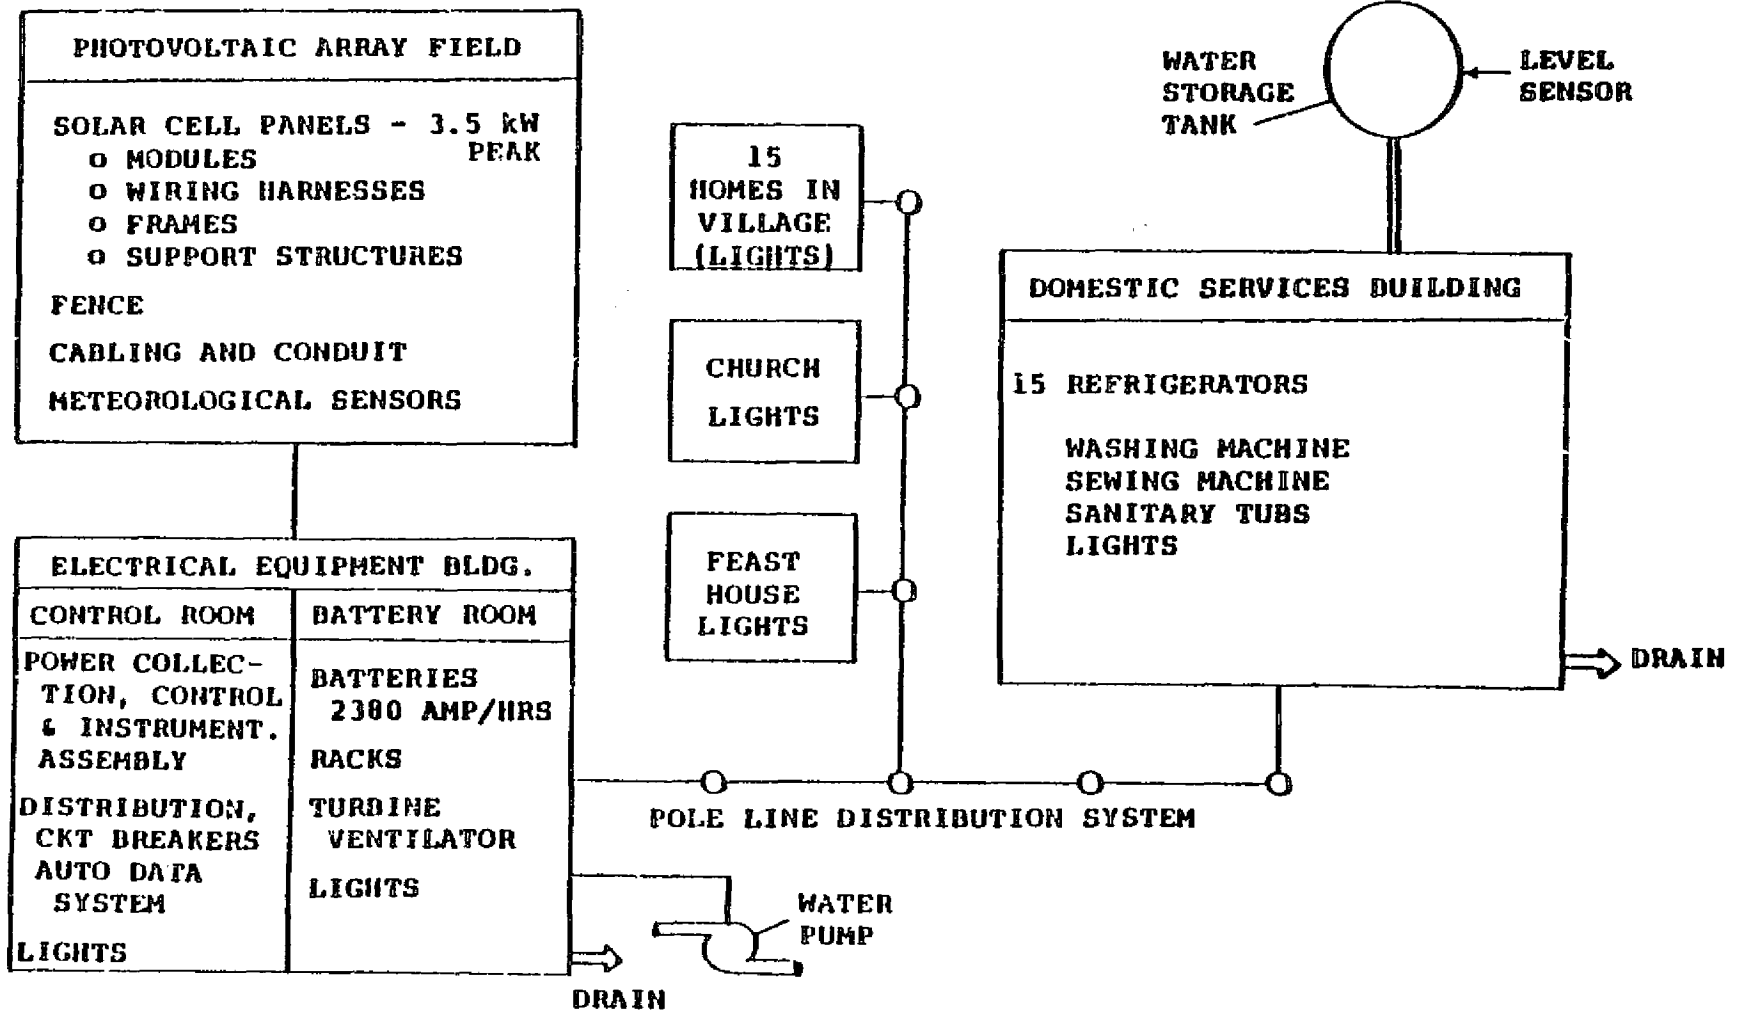 PHOTOVOLTAIC ARRAY FIELD
SOLAR CELL PANELS - 3.5 kW
PEAK
o MODULES
o WIRING HARNESSES
o FRAMES
o SUPPORT STRUCTURES
FENCE
CABLING AND CONDUIT
METEOROLOGICAL SENSORS
ELECTRICAL EQUIPMENT BLDG.
CONTROL ROOM
POWER COLLEC-
TION, CONTROL
& INSTRUMENT.
ASSEMBLY
DISTRIBUTION,
CKT BREAKERS
AUTO DATA
SYSTEM
LIGHTS
BATTERY ROOM
BATTERIES
2380 AMP/HRS
RACKS
TURBINE
VENTILATOR
LIGHTS
DRAIN
WATER
PUMP
15
HOMES IN
VILLAGE
(LIGHTS)
CHURCH
LIGHTS
FEAST
HOUSE
LIGHTS
POLE LINE DISTRIBUTION SYSTEM
WATER
STORAGE
TANK
LEVEL
SENSOR
DOMESTIC SERVICES BUILDING
15 REFRIGERATORS
WASHING MACHINE
SEWING MACHINE
SANITARY TUBS
LIGHTS
DRAIN